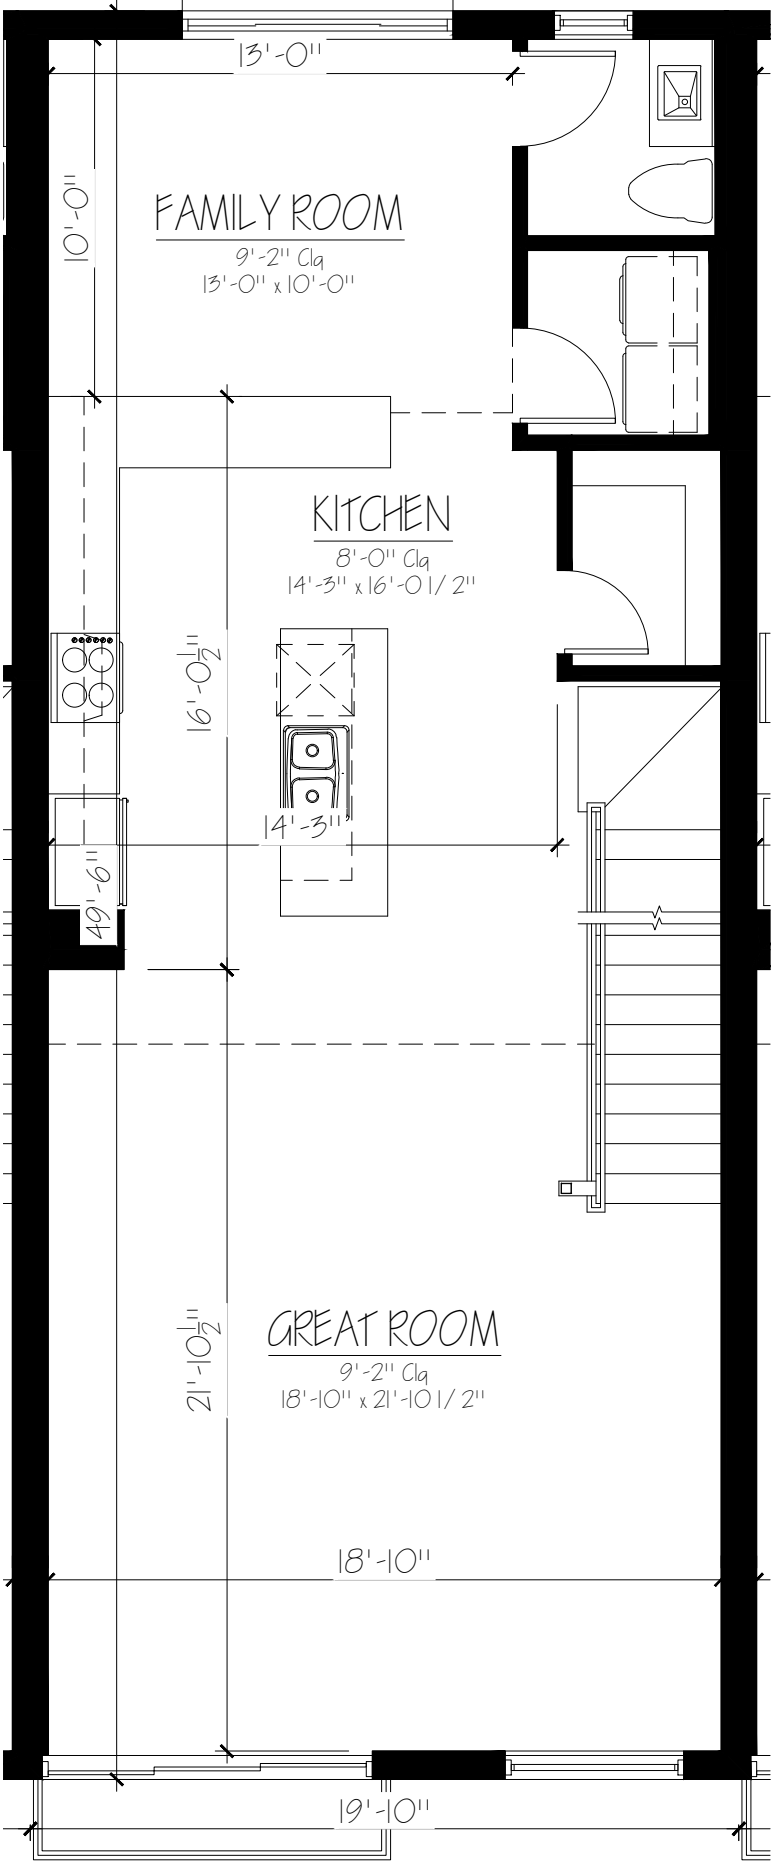 13'-0"
10'-0"
FAMILY ROOM
9'-2" Clg
13'-0" x 10'-0"
KITCHEN
8'-0" Clg
14'-3" x 16'-0 1/2"
16'-0 1/2"
14'-3"
49'-6"
GREAT ROOM
9'-2" Clg
18'-10" x 21'-10 1/2"
21'-10 1/2"
18'-10"
19'-10"